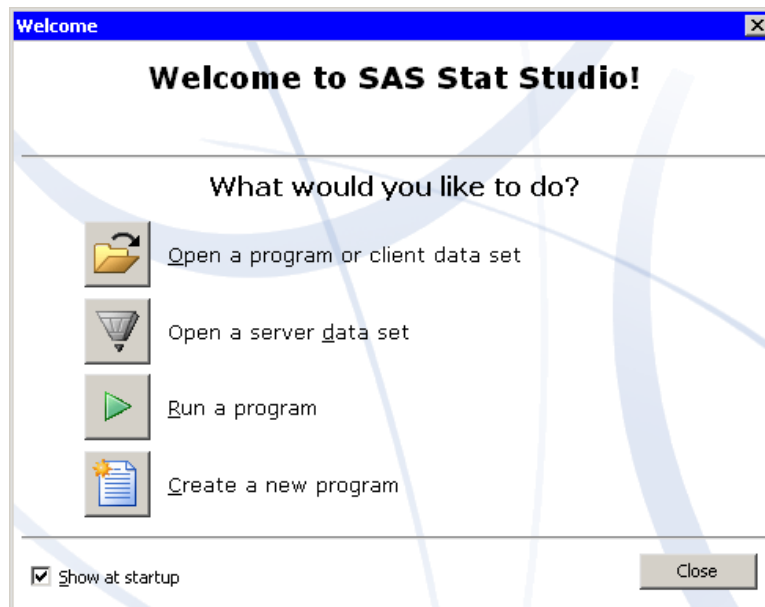 Welcome
Welcome to SAS Stat Studio!
What would you like to do?
Open a program or client data set
Open a server data set
Run a program
Create a new program
Show at startup
Close